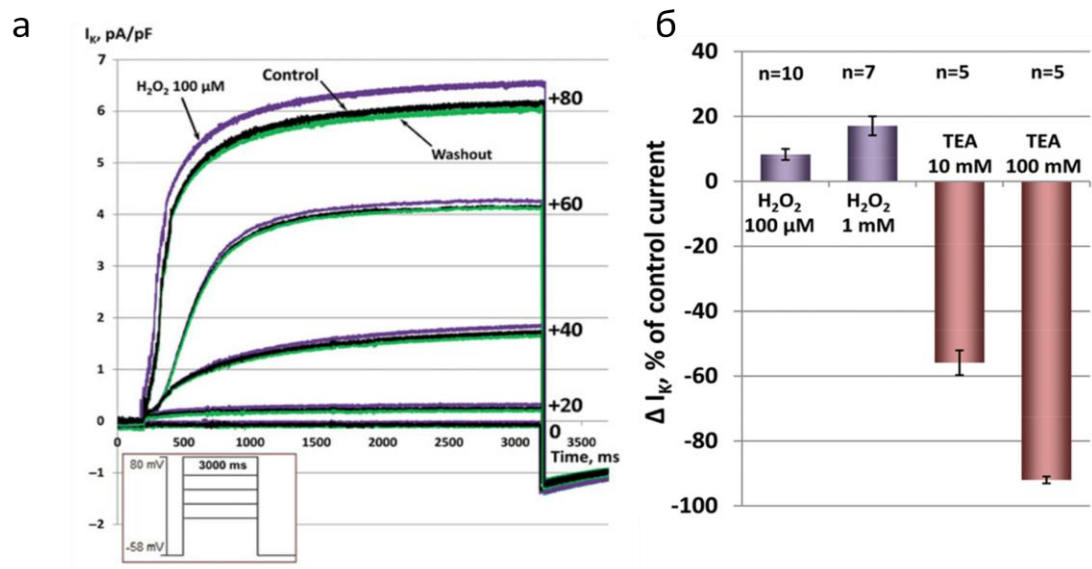 а
I_K, pA/pF
7
6
5
4
3
2
1
0
–1
–2
H₂O₂ 100 µM
Control
Washout
+80
+60
+40
+20
0
0 500 1000 1500 2000 2500 3000 3500
Time, ms
80 mV
3000 ms
-58 mV
б
Δ I_K, % of control current
40
20
0
-20
-40
-60
-80
-100
n=10 n=7 n=5 n=5
TEA
10 mM
TEA
100 mM
H₂O₂
100 µM
H₂O₂
1 mM